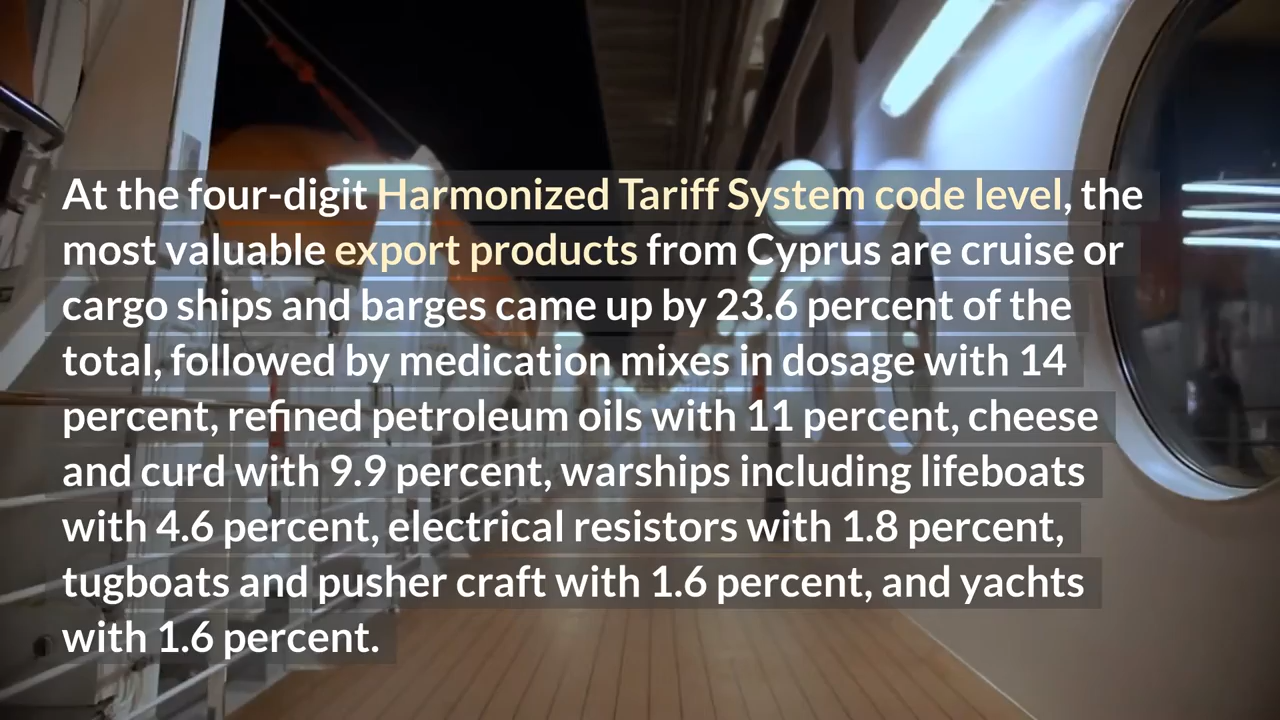 At the four-digit Harmonized Tariff System code level, the
most valuable export products from Cyprus are cruise or
cargo ships and barges came up by 23.6 percent of the
total, followed by medication mixes in dosage with 14
percent, refined petroleum oils with 11 percent, cheese
and curd with 9.9 percent, warships including lifeboats
with 4.6 percent, electrical resistors with 1.8 percent,
tugboats and pusher craft with 1.6 percent, and yachts
with 1.6 percent.